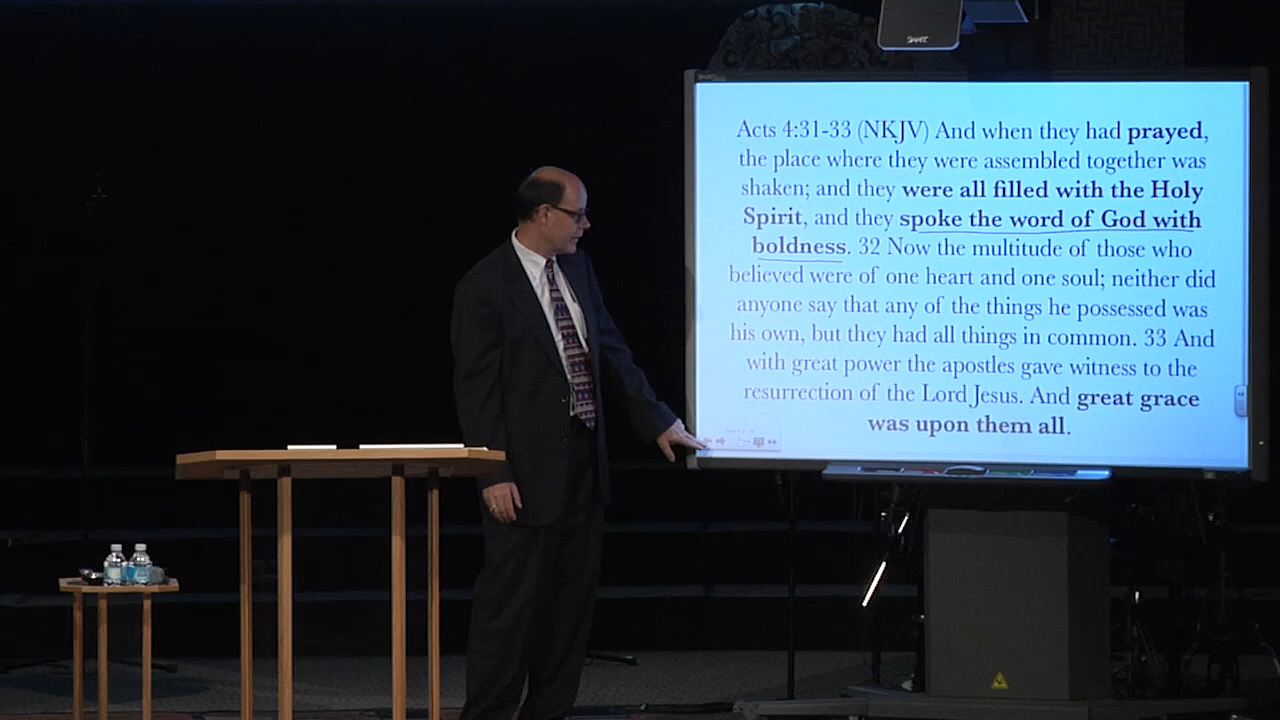 SMART
Acts 4:31-33 (NKJV) And when they had prayed,
the place where they were assembled together was
shaken; and they were all filled with the Holy
Spirit, and they spoke the word of God with
boldness. 32 Now the multitude of those who
believed were of one heart and one soul; neither did
anyone say that any of the things he possessed was
his own, but they had all things in common. 33 And
with great power the apostles gave witness to the
resurrection of the Lord Jesus. And great grace
was upon them all.